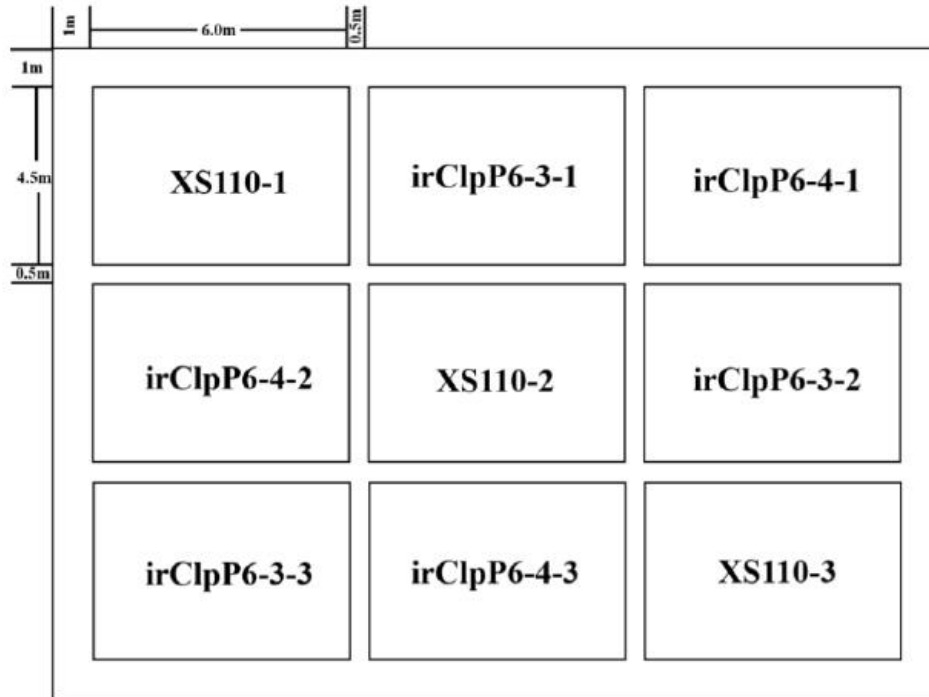 1m
6.0m
0.5m
1m
4.5m
0.5m
XS110-1
irClpP6-3-1
irClpP6-4-1
irClpP6-4-2
XS110-2
irClpP6-3-2
irClpP6-3-3
irClpP6-4-3
XS110-3